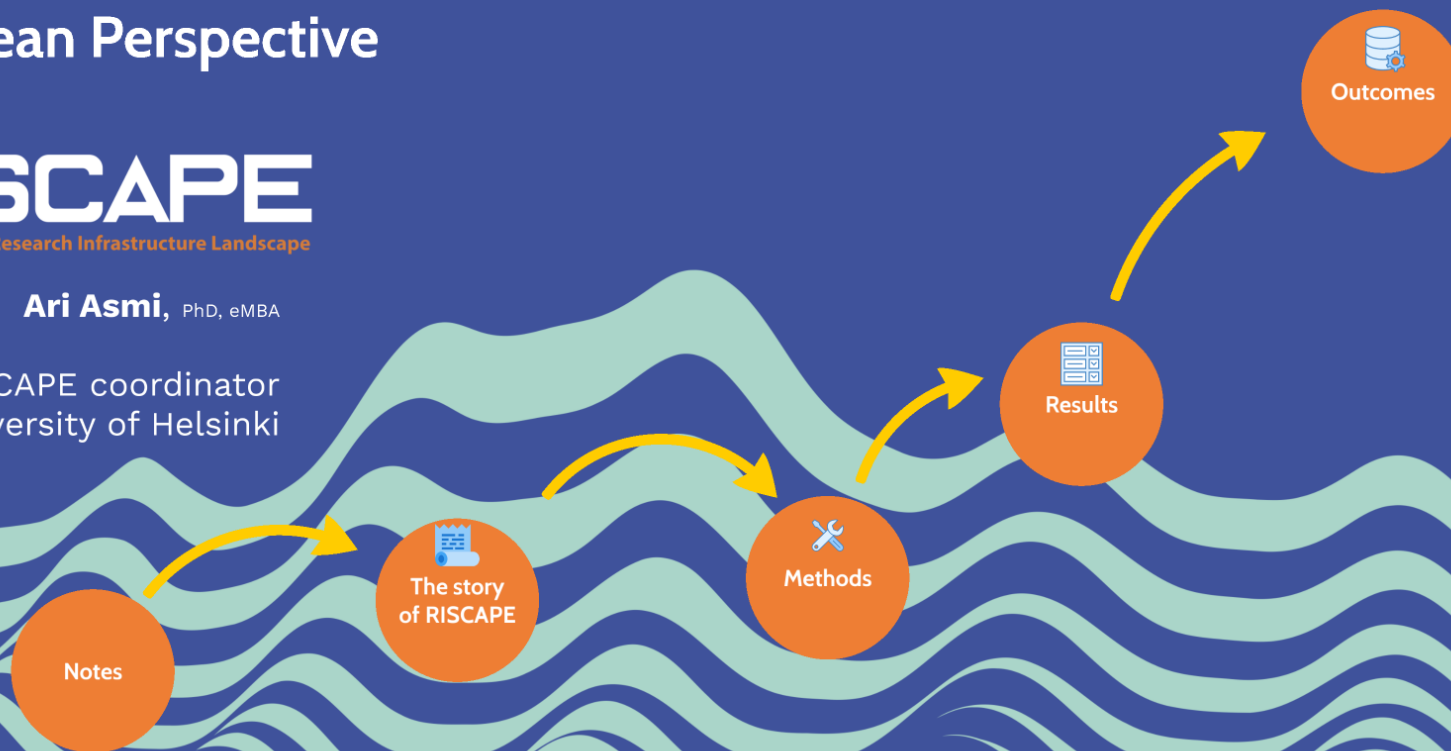 ean Perspective
SCAPE
Research Infrastructure Landscape
Ari Asmi, PhD, eMBA
CAPE coordinator
versity of Helsinki
Notes
The story
of RISCAPE
Methods
Results
Outcomes